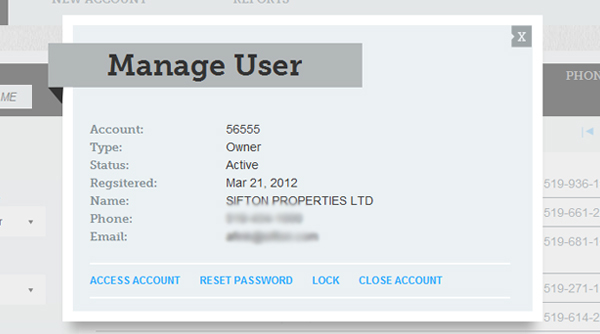 NEW ACCOUNT REPORTS
X
Manage User
ME
PHON
Account: 56555
Type: Owner
Status: Active
Regsitered: Mar 21, 2012
Name: SIFTON PROPERTIES LTD
Phone:
Email:
519-936-1
519-661-2
519-681-1
519-271-1
519-614-2
r
ACCESS ACCOUNT RESET PASSWORD LOCK CLOSE ACCOUNT